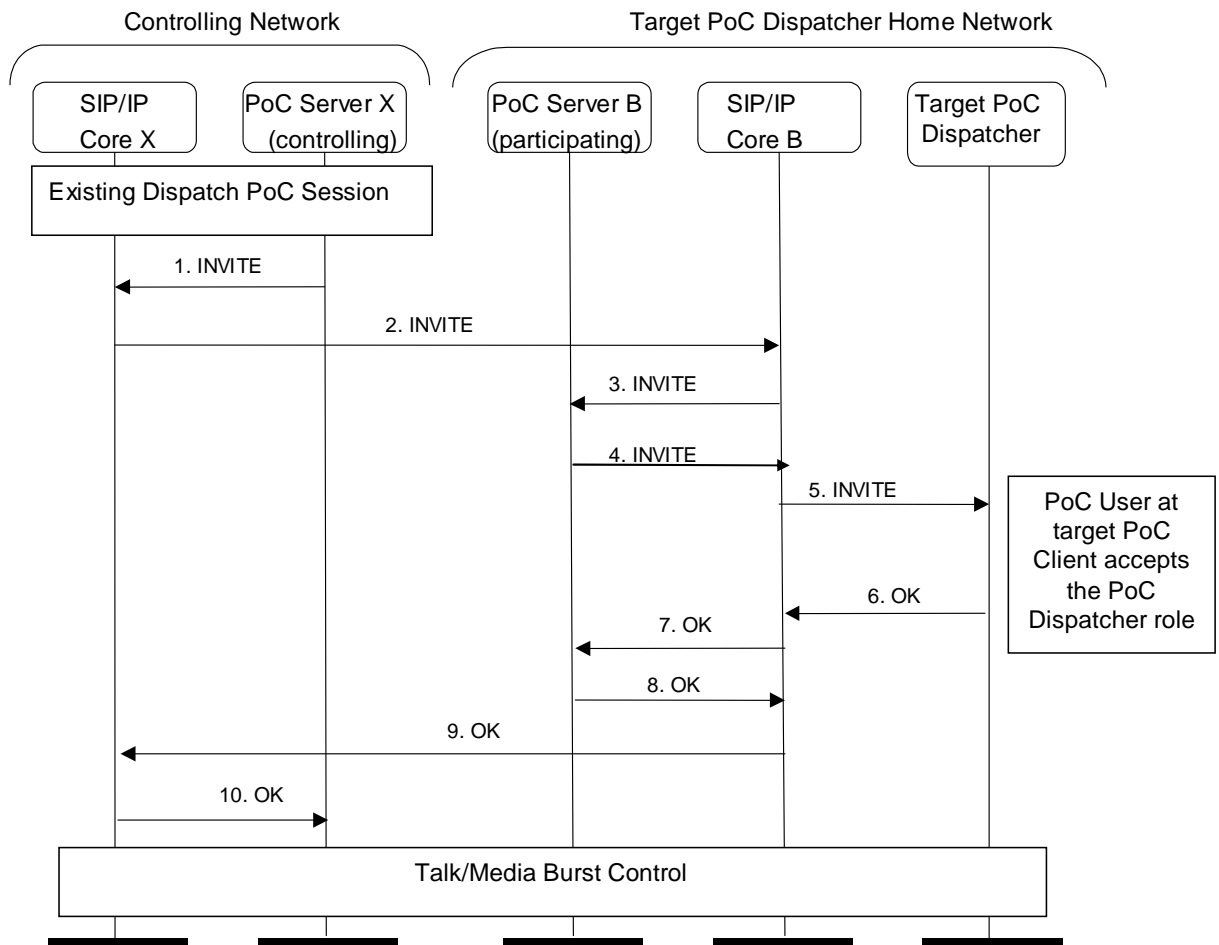 Controlling Network
Target PoC Dispatcher Home Network
SIP/IP
Core X
PoC Server X
(controlling)
PoC Server B
(participating)
SIP/IP
Core B
Target PoC
Dispatcher
Existing Dispatch PoC Session
1. INVITE
2. INVITE
3. INVITE
4. INVITE
5. INVITE
PoC User at
target PoC
Client accepts
the PoC
Dispatcher role
6. OK
7. OK
8. OK
9. OK
10. OK
Talk/Media Burst Control